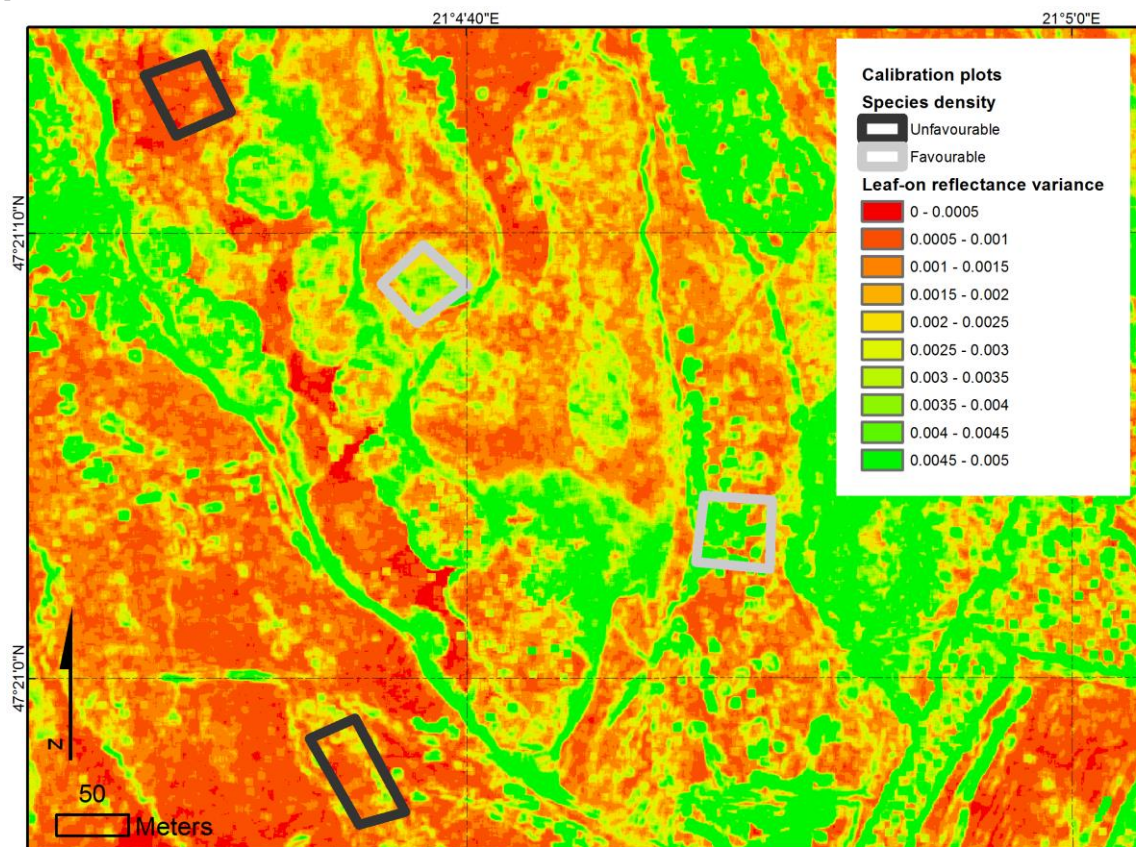 21°4'40"E
21°5'0"E
47°21'10"N
47°21'0"N
Calibration plots
Species density
Unfavourable
Favourable
Leaf-on reflectance variance
0 - 0.0005
0.0005 - 0.001
0.001 - 0.0015
0.0015 - 0.002
0.002 - 0.0025
0.0025 - 0.003
0.003 - 0.0035
0.0035 - 0.004
0.004 - 0.0045
0.0045 - 0.005
N
50
Meters